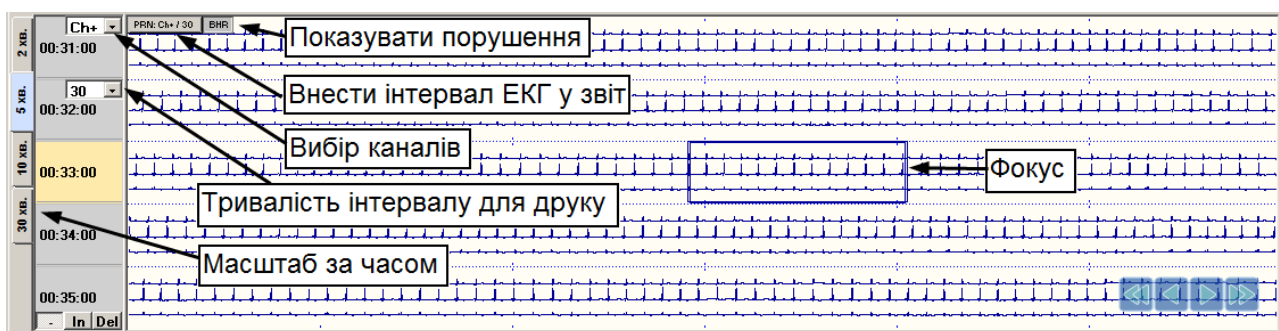 Ch+ PRN: Ch+ / 30 BHR Показувати порушення
2 хв. 00:31:00
30 Внести інтервал ЕКГ у звіт
5 хв. 00:32:00
Вибір каналів
10 хв. 00:33:00 Фокус
Тривалість інтервалу для друку
30 хв. 00:34:00
Масштаб за часом
00:35:00
- In Del